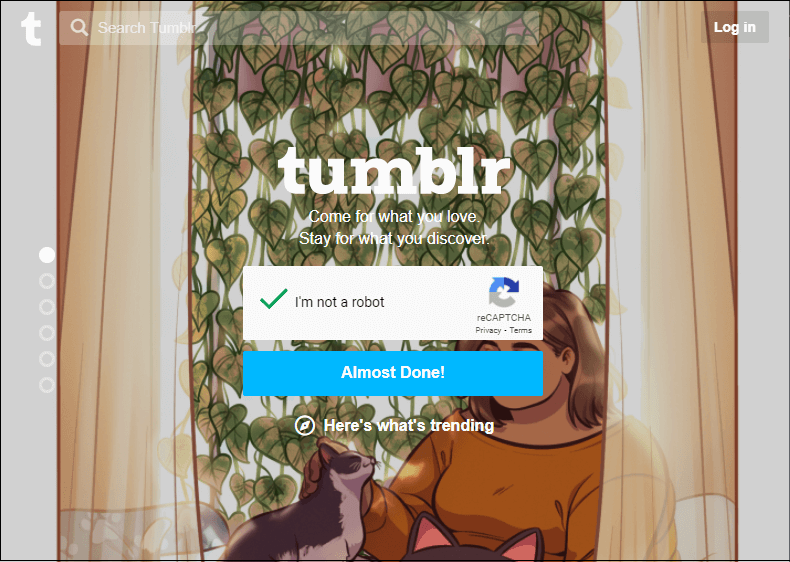 t
Search Tumblr
Log in
tumblr
Come for what you love.
Stay for what you discover.
I'm not a robot
reCAPTCHA
Privacy - Terms
Almost Done!
Here's what's trending